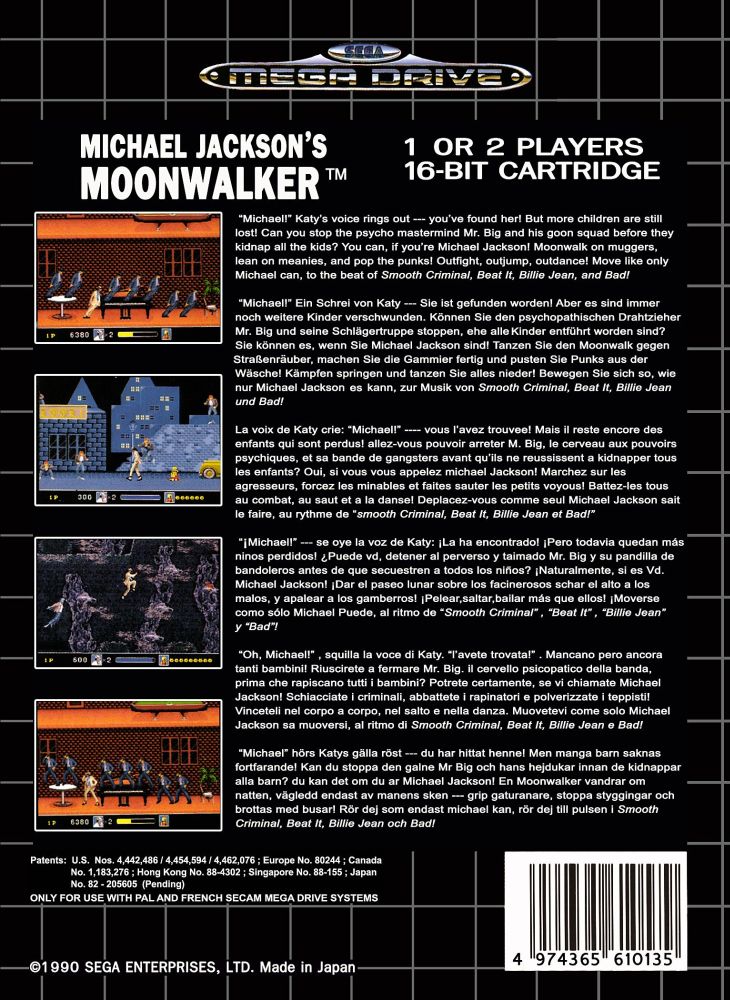 SEGA
MEGA DRIVE
MICHAEL JACKSON'S
MOONWALKER™
1 OR 2 PLAYERS
16-BIT CARTRIDGE
“Michael!” Katy’s voice rings out --- you’ve found her! But more children are still
lost! Can you stop the psycho mastermind Mr. Big and his goon squad before they
kidnap all the kids? You can, if you’re Michael Jackson! Moonwalk on muggers,
lean on meanies, and pop the punks! Outfight, outjump, outdance! Move like only
Michael can, to the beat of Smooth Criminal, Beat It, Billie Jean, and Bad!
“Michael!” Ein Schrei von Katy --- Sie ist gefunden worden! Aber es sind immer
noch weitere Kinder verschwunden. Können Sie den psychopathischen Drahtzieher
Mr. Big und seine Schlägertruppe stoppen, ehe alle Kinder entführt worden sind?
Sie können es, wenn Sie Michael Jackson sind! Tanzen Sie den Moonwalk gegen
Straßenräuber, machen Sie die Gammier fertig und pusten Sie Punks aus der
Wäsche! Kämpfen springen und tanzen Sie alles nieder! Bewegen Sie sich so, wie
nur Michael Jackson es kann, zur Musik von Smooth Criminal, Beat It, Billie Jean
und Bad!
La voix de Katy crie: “Michael!” ---- vous l’avez trouvee! Mais il reste encore des
enfants qui sont perdus! allez-vous pouvoir arreter M. Big, le cerveau aux pouvoirs
psychiques, et sa bande de gangsters avant qu’ils ne reussissent a kidnapper tous
les enfants? Oui, si vous vous appelez michael Jackson! Marchez sur les
agresseurs, forcez les minables et faites sauter les petits voyous! Battez-les tous
au combat, au saut et a la danse! Deplacez-vous comme seul Michael Jackson sait
le faire, au rythme de “smooth Criminal, Beat It, Billie Jean et Bad!”
“¡Michael!” --- se oye la voz de Katy: ¡La ha encontrado! ¡Pero todavia quedan más
ninos perdidos! ¿Puede vd, detener al perverso y taimado Mr. Big y su pandilla de
bandoleros antes de que secuestren a todos los niños? ¡Naturalmente, si es Vd.
Michael Jackson! ¡Dar el paseo lunar sobre los facinerosos schar el alto a los
malos, y apalear a los gamberros! ¡Pelear,saltar,bailar más que ellos! ¡Moverse
como sólo Michael Puede, al ritmo de “Smooth Criminal” , “Beat It” , “Billie Jean”
y “Bad”!
“Oh, Michael!” , squilla la voce di Katy. “l’avete trovata!” . Mancano pero ancora
tanti bambini! Riuscirete a fermare Mr. Big. il cervello psicopatico della banda,
prima che rapiscano tutti i bambini? Potrete certamente, se vi chiamate Michael
Jackson! Schiacciate i criminali, abbattete i rapinatori e polverizzate i teppisti!
Vinceteli nel corpo a corpo, nel salto e nella danza. Muovetevi come solo Michael
Jackson sa muoversi, al ritmo di Smooth Criminal, Beat It, Billie Jean e Bad!
“Michael” hörs Katys gälla röst --- du har hittat henne! Men manga barn saknas
fortfarande! Kan du stoppa den galne Mr Big och hans hejdukar innan de kidnappar
alla barn? du kan det om du ar Michael Jackson! En Moonwalker vandrar om
natten, vägledd endast av manens sken --- grip gaturanare, stoppa styggingar och
brottas med busar! Rör dej som endast michael kan, rör dej till pulsen i Smooth
Criminal, Beat It, Billie Jean och Bad!
1P 6380 -2
1P 300 -2
1P 500 -2
1P 6380 -2
Patents: U.S. Nos. 4,442,486 / 4,454,594 / 4,462,076 ; Europe No. 80244 ; Canada
No. 1,183,276 ; Hong Kong No. 88-4302 ; Singapore No. 88-155 ; Japan
No. 82 - 205605 (Pending)
ONLY FOR USE WITH PAL AND FRENCH SECAM MEGA DRIVE SYSTEMS
©1990 SEGA ENTERPRISES, LTD. Made in Japan
4 974365 610135